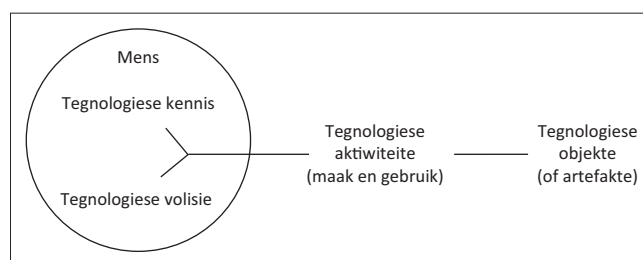 Mens
Tegnologiese kennis
Tegnologiese volisie
Tegnologiese
aktiwiteite
(maak en gebruik)
Tegnologiese
objekte
(of artefakte)